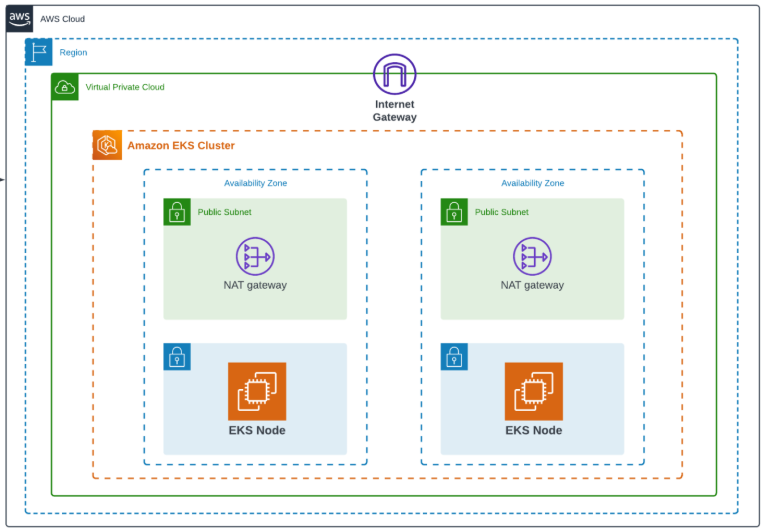 aws
AWS Cloud
Region
Virtual Private Cloud
Internet
Gateway
Amazon EKS Cluster
Availability Zone
Public Subnet
NAT gateway
EKS Node
Availability Zone
Public Subnet
NAT gateway
EKS Node